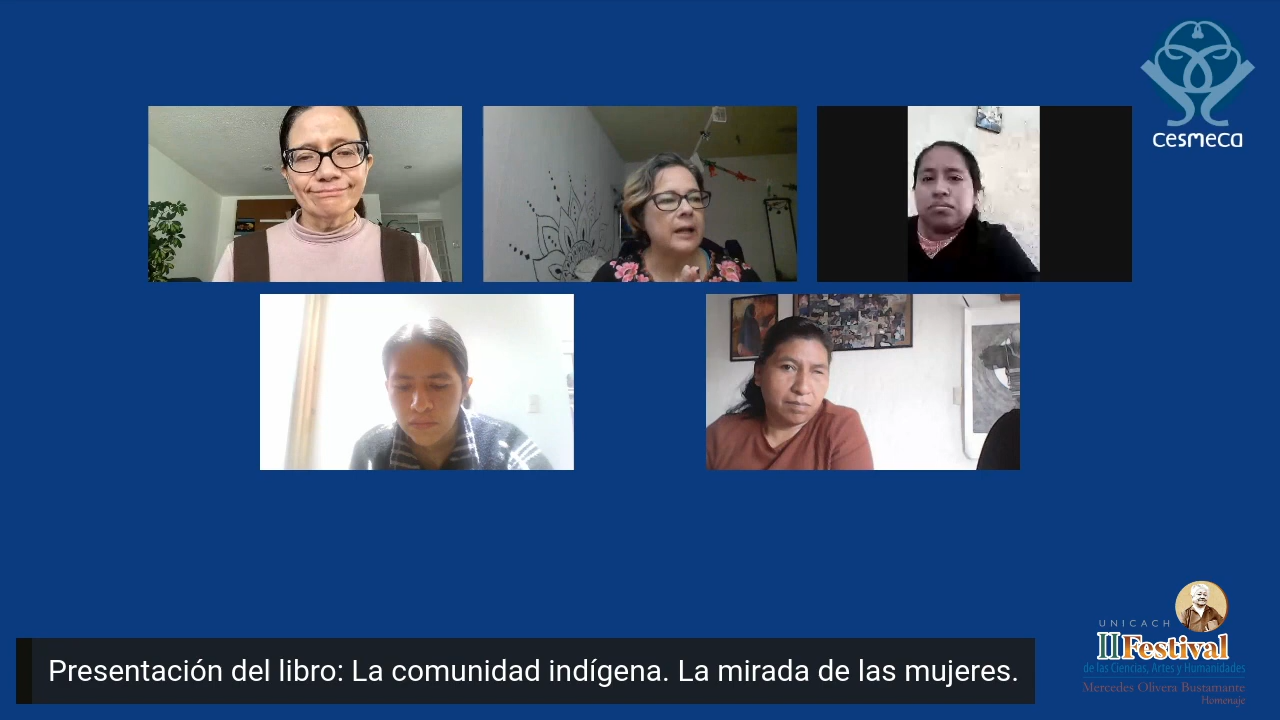 cesmeca
Presentación del libro: La comunidad indígena. La mirada de las mujeres.
UNICACH
II Festival
de las Ciencias, Artes y Humanidades
Mercedes Olivera Bustamante
Homenaje